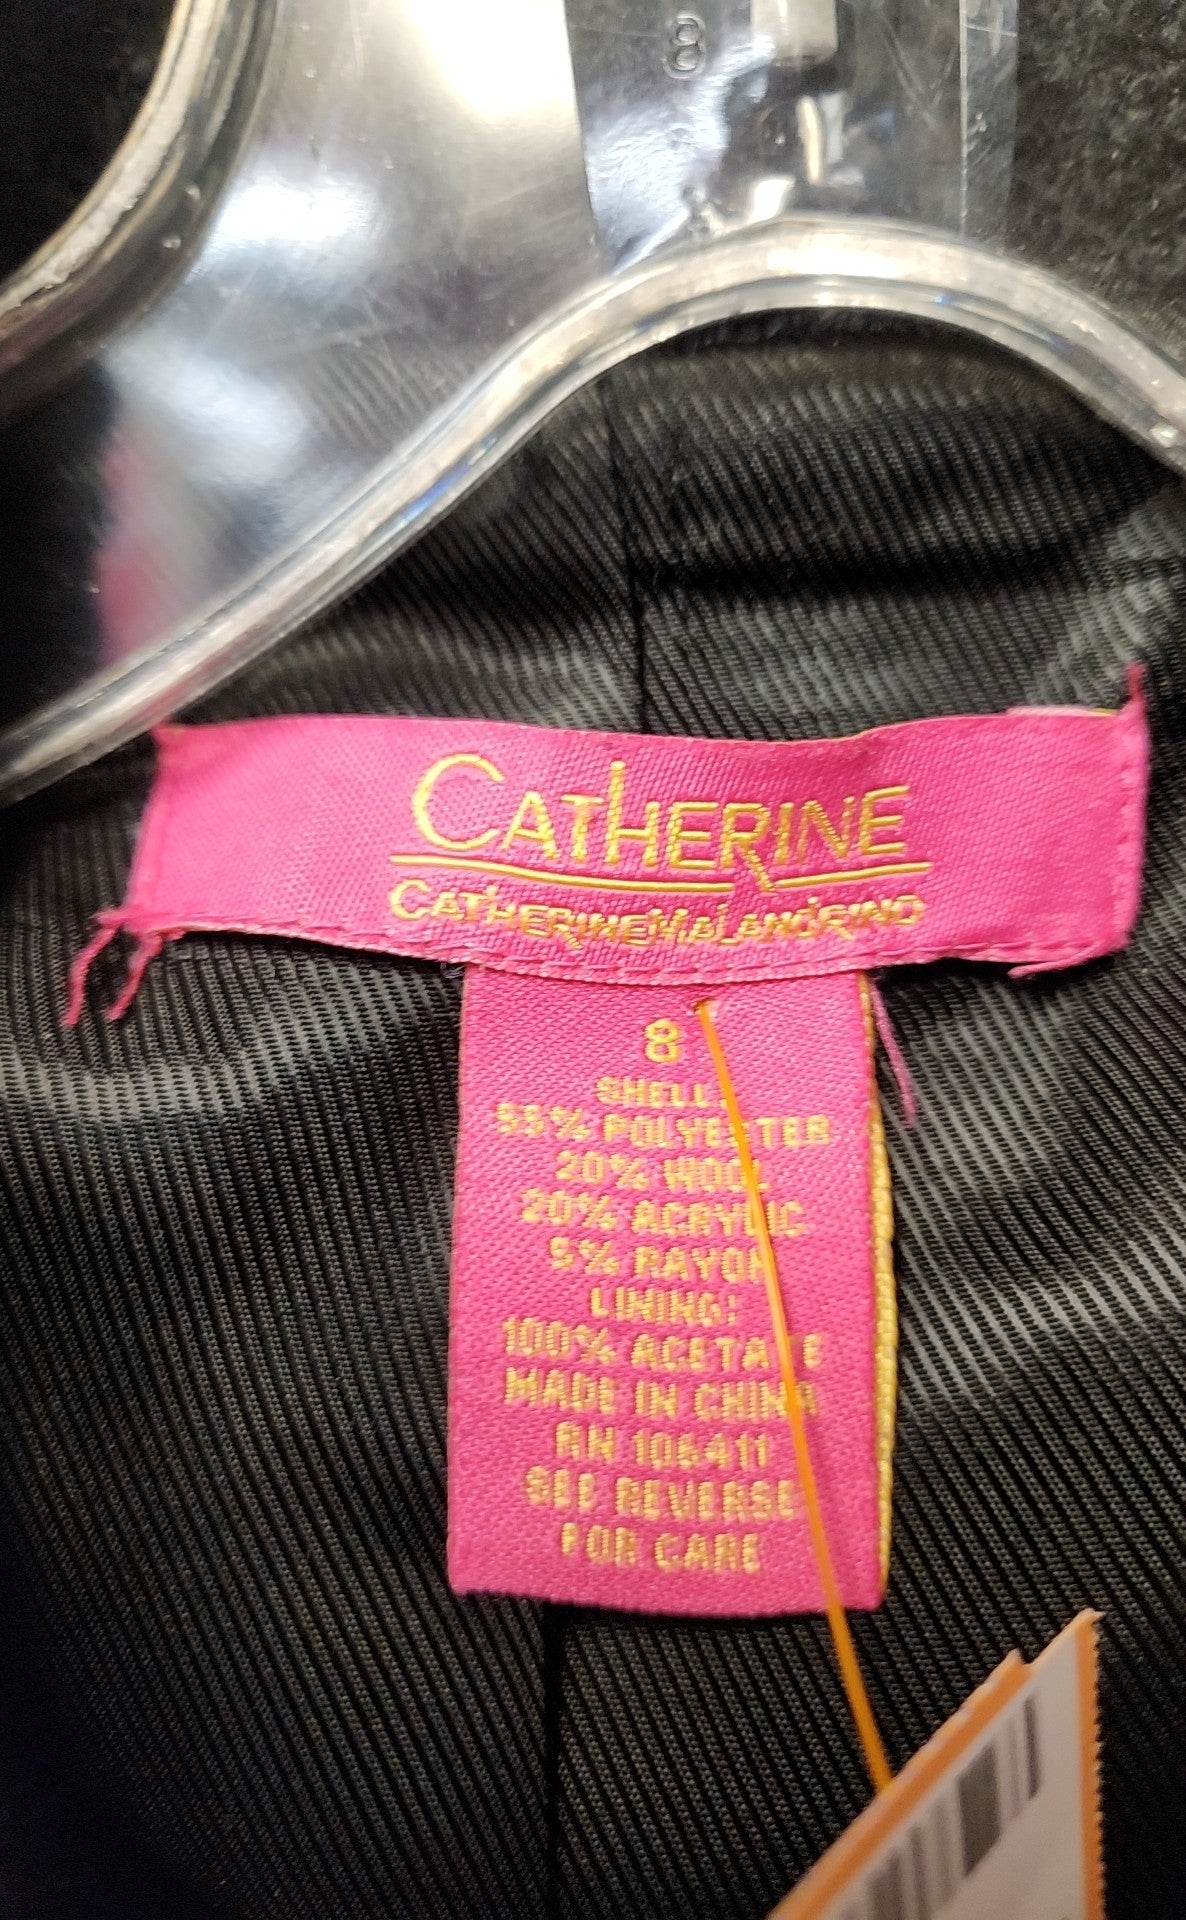 8
CATHERINE
CATHERINE MALANDRINO
8
SHELL:
55% POLYESTER
20% WOOL
20% ACRYLIC
5% RAYON
LINING:
100% ACETATE
MADE IN CHINA
RN 106411
SEE REVERSE
FOR CARE